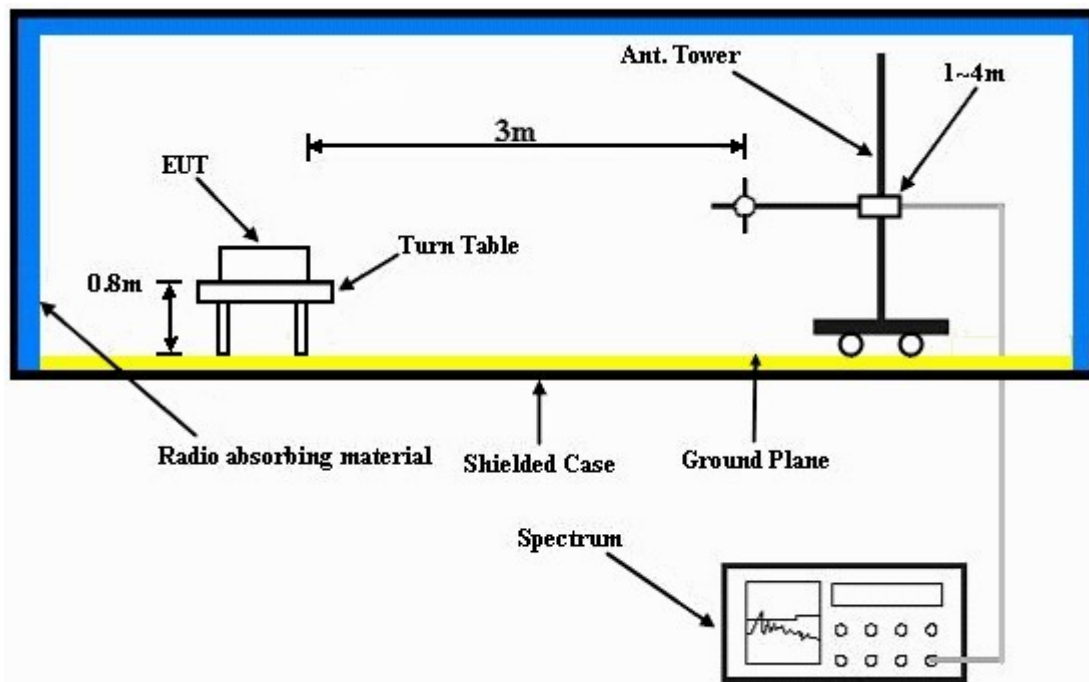 Ant. Tower
1~4m
3m
EUT
Turn Table
0.8m
Radio absorbing material
Shielded Case
Ground Plane
Spectrum